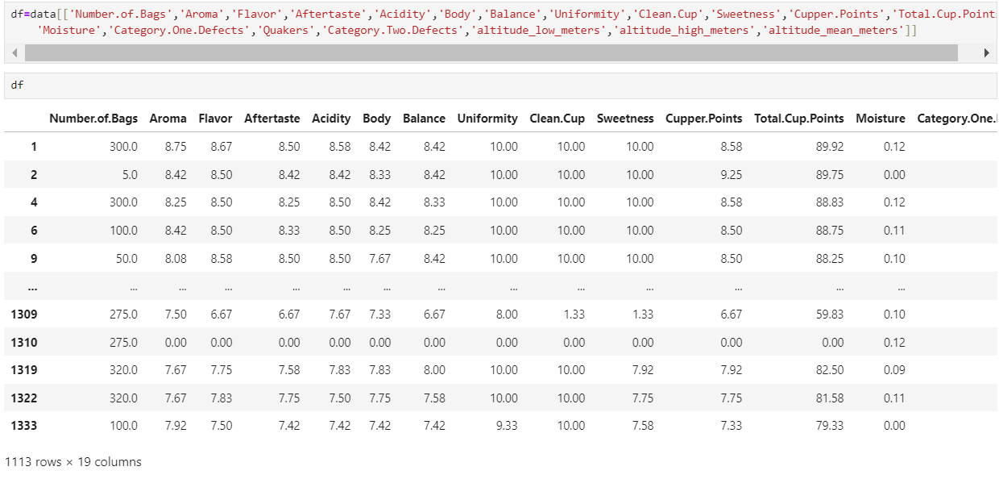 df=data[['Number.of.Bags','Aroma','Flavor','Aftertaste','Acidity','Body','Balance','Uniformity','Clean.Cup','Sweetness','Cupper.Points','Total.Cup.Point
'Moisture','Category.One.Defects','Quakers','Category.Two.Defects','altitude_low_meters','altitude_high_meters','altitude_mean_meters']]
df
Number.of.Bags Aroma Flavor Aftertaste Acidity Body Balance Uniformity Clean.Cup Sweetness Cupper.Points Total.Cup.Points Moisture Category.One.
1 300.0 8.75 8.67 8.50 8.58 8.42 8.42 10.00 10.00 10.00 8.58 89.92 0.12
2 5.0 8.42 8.50 8.42 8.42 8.33 8.42 10.00 10.00 10.00 9.25 89.75 0.00
4 300.0 8.25 8.50 8.25 8.50 8.42 8.33 10.00 10.00 10.00 8.58 88.83 0.12
6 100.0 8.42 8.50 8.33 8.50 8.25 8.25 10.00 10.00 10.00 8.50 88.75 0.11
9 50.0 8.08 8.58 8.50 8.50 7.67 8.42 10.00 10.00 10.00 8.50 88.25 0.10
... ... ... ... ... ... ... ... ... ... ... ... ... ...
1309 275.0 7.50 6.67 6.67 7.67 7.33 6.67 8.00 1.33 1.33 6.67 59.83 0.10
1310 275.0 0.00 0.00 0.00 0.00 0.00 0.00 0.00 0.00 0.00 0.00 0.00 0.12
1319 320.0 7.67 7.75 7.58 7.83 7.83 8.00 10.00 10.00 7.92 7.92 82.50 0.09
1322 320.0 7.67 7.83 7.75 7.50 7.75 7.58 10.00 10.00 7.75 7.75 81.58 0.11
1333 100.0 7.92 7.50 7.42 7.42 7.42 7.42 9.33 10.00 7.58 7.33 79.33 0.00
1113 rows × 19 columns